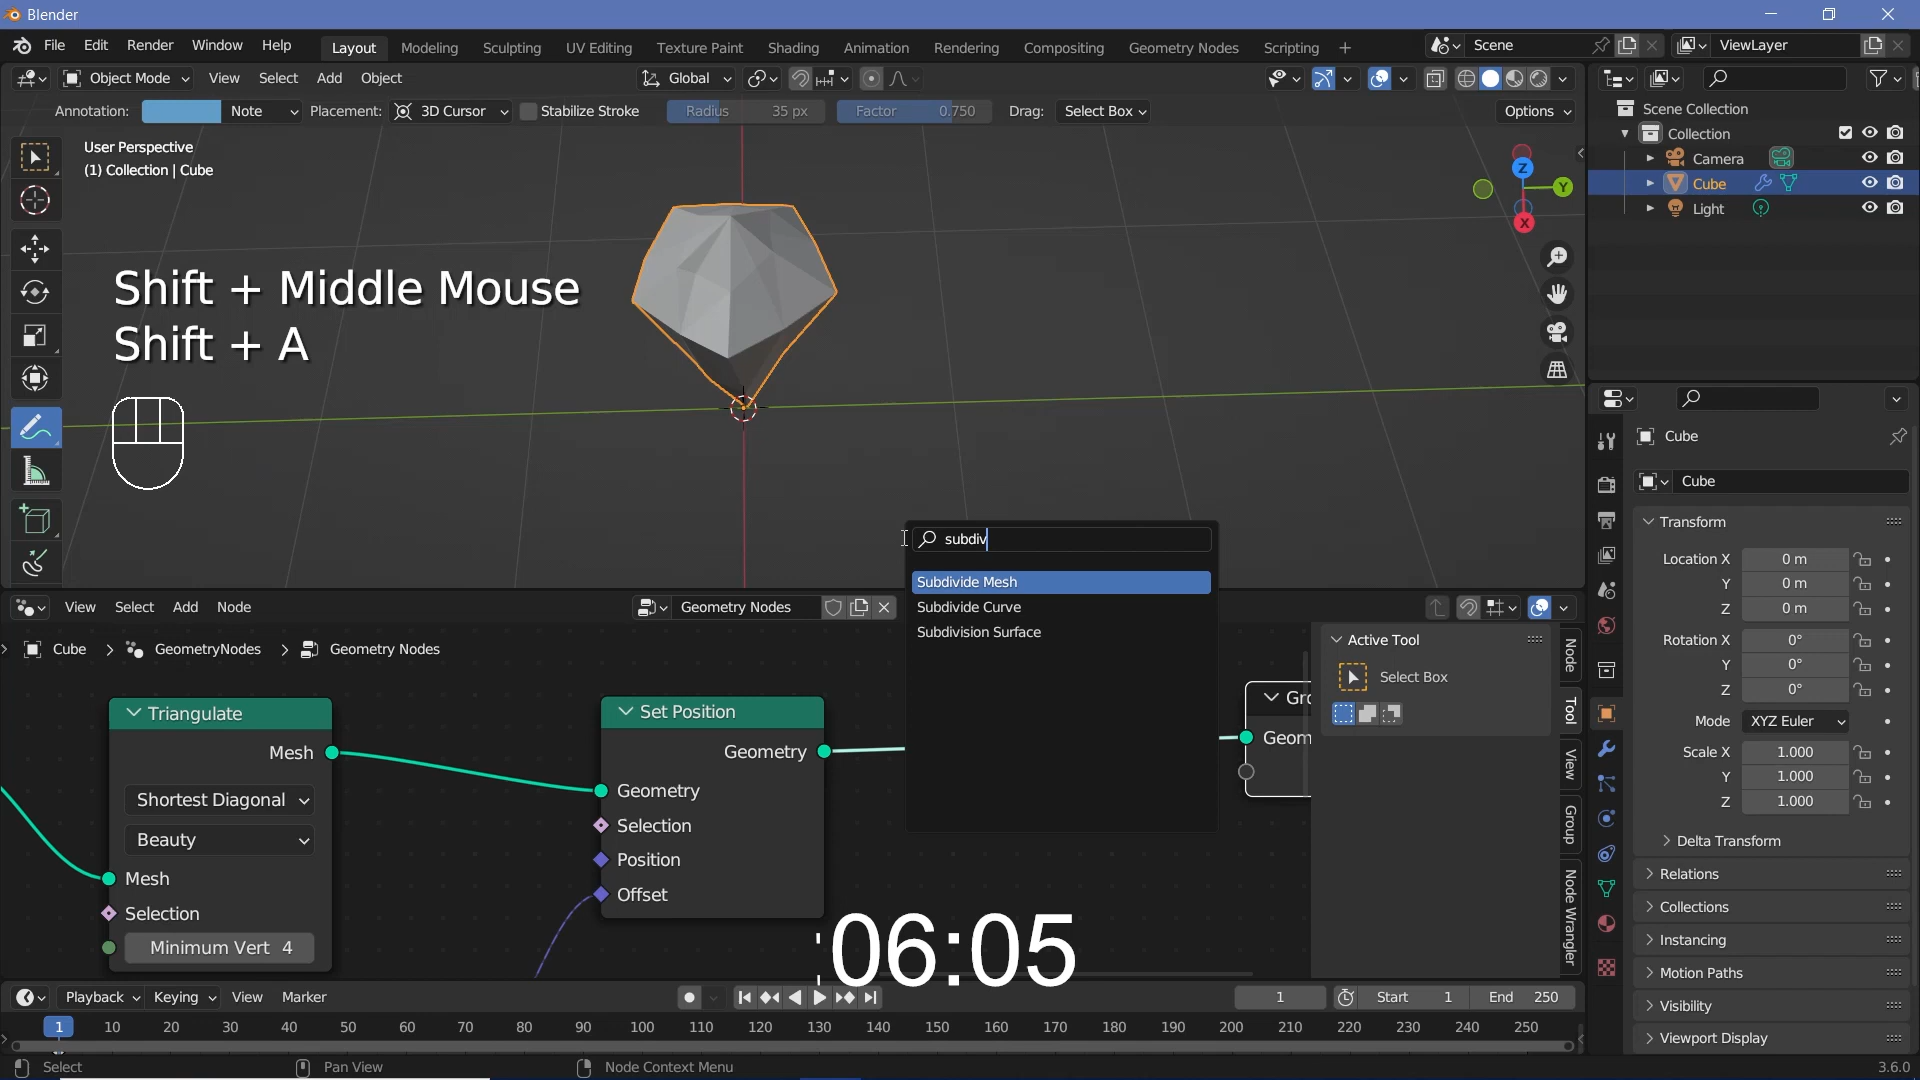 Blender
File Edit Render Window Help
Layout Modeling Sculpting UV Editing Texture Paint Shading Animation Rendering Compositing Geometry Nodes Scripting +
Scene
ViewLayer
Object Mode View Select Add Object
Global
Annotation: Note Placement: 3D Cursor Stabilize Stroke Radius 35 px Factor 0.750 Drag: Select Box
Options
User Perspective
(1) Collection | Cube
Z
Y
X
Shift + Middle Mouse
Shift + A
Scene Collection
Collection
Camera
Cube
Light
subdiv
Subdivide Mesh
Subdivide Curve
Subdivision Surface
View Select Add Node
Geometry Nodes
Cube > GeometryNodes > Geometry Nodes
Triangulate
Mesh
Shortest Diagonal
Beauty
Mesh
Selection
Minimum Vert 4
Set Position
Geometry
Geometry
Selection
Position
Offset
Gro
Geom
Active Tool
Select Box
Node
Tool
View
Group
Node Wrangler
06:05
Cube
Cube
Transform
Location X 0 m
Y 0 m
Z 0 m
Rotation X 0°
Y 0°
Z 0°
Mode XYZ Euler
Scale X 1.000
Y 1.000
Z 1.000
Delta Transform
Relations
Collections
Instancing
Motion Paths
Visibility
Viewport Display
Playback Keying View Marker
1
Start 1
End 250
1 10 20 30 40 50 60 70 80 90 100 110 120 130 140 150 160 170 180 190 200 210 220 230 240 250
Select
Pan View
Node Context Menu
3.6.0